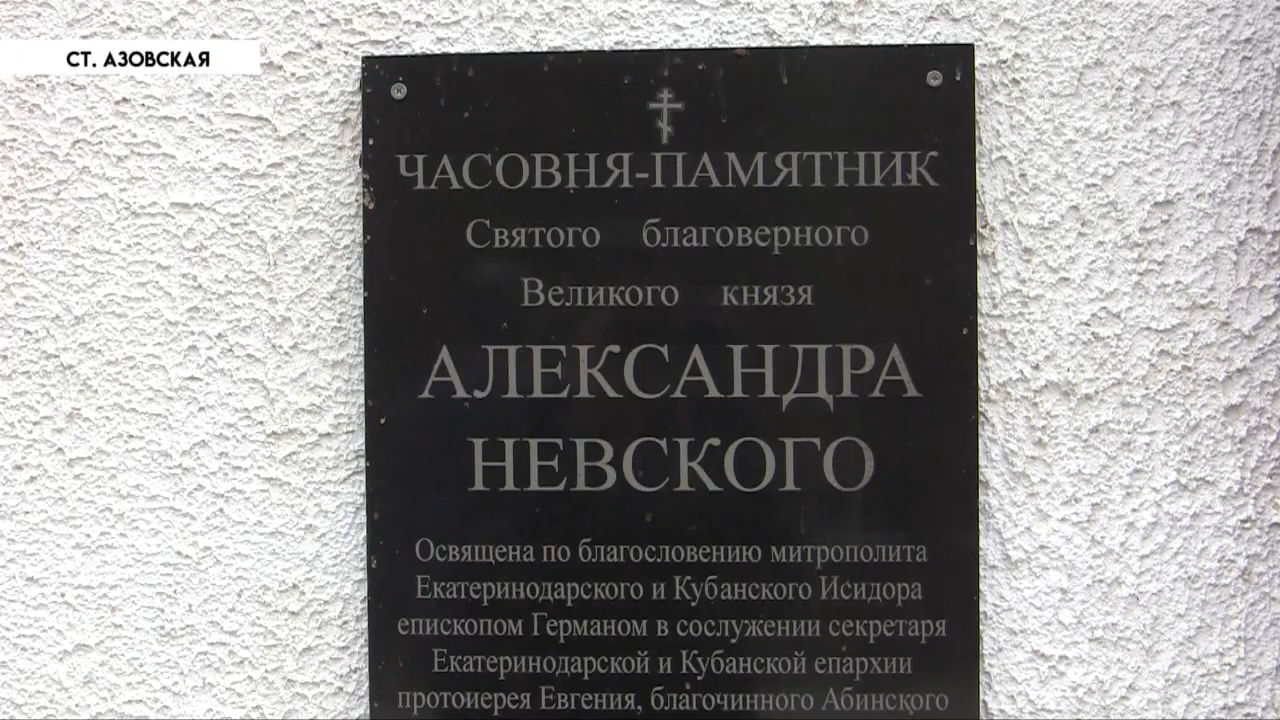 СТ. АЗОВСКАЯ
ЧАСОВНЯ-ПАМЯТНИК
Святого благоверного
Великого князя
АЛЕКСАНДРА
НЕВСКОГО
Освящена по благословению митрополита
Екатеринодарского и Кубанского Исидора
епископом Германом в сослужении секретаря
Екатеринодарской и Кубанской епархии
протоиерея Евгения, благочинного Абинского